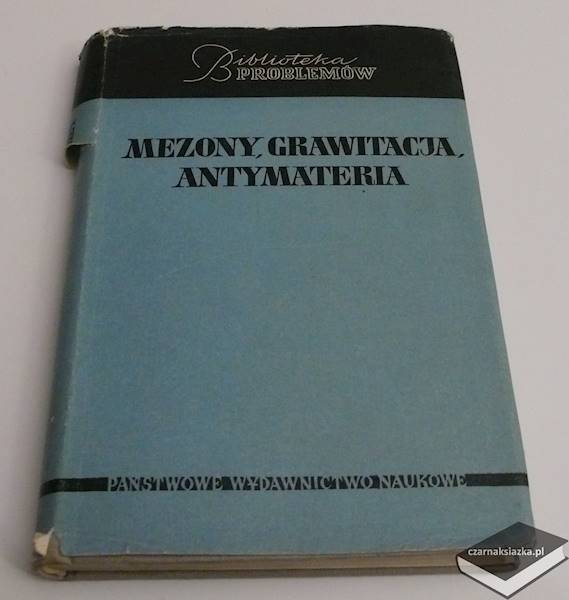 Biblioteka
PROBLEMÓW
MEZONY, GRAWITACJA,
ANTYMATERIA
PAŃSTWOWE WYDAWNICTWO NAUKOWE
czarnaksiazka.pl